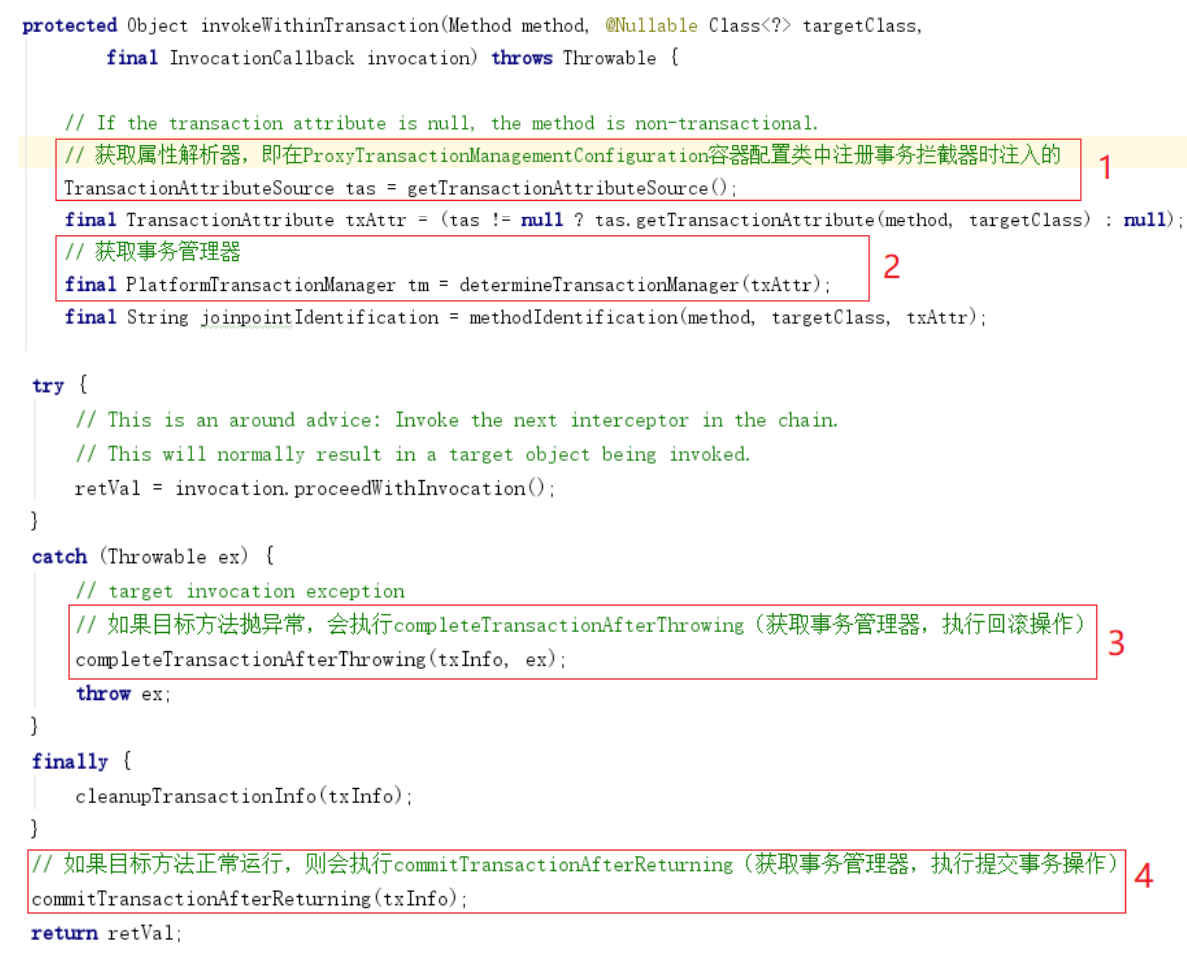 protected Object invokeWithinTransaction(Method method, @Nullable Class<?> targetClass,
final InvocationCallback invocation) throws Throwable {
// If the transaction attribute is null, the method is non-transactional.
// 获取属性解析器，即在ProxyTransactionManagementConfiguration容器配置类中注册事务拦截器时注入的
1
TransactionAttributeSource tas = getTransactionAttributeSource();
final TransactionAttribute txAttr = (tas != null ? tas.getTransactionAttribute(method, targetClass) : null);
// 获取事务管理器
2
final PlatformTransactionManager tm = determineTransactionManager(txAttr);
final String joinpointIdentification = methodIdentification(method, targetClass, txAttr);
try {
// This is an around advice: Invoke the next interceptor in the chain.
// This will normally result in a target object being invoked.
retVal = invocation.proceedWithInvocation();
}
catch (Throwable ex) {
// target invocation exception
// 如果目标方法抛异常，会执行completeTransactionAfterThrowing（获取事务管理器，执行回滚操作）
3
completeTransactionAfterThrowing(txInfo, ex);
throw ex;
}
finally {
cleanupTransactionInfo(txInfo);
}
// 如果目标方法正常运行，则会执行commitTransactionAfterReturning（获取事务管理器，执行提交事务操作）
4
commitTransactionAfterReturning(txInfo);
return retVal;